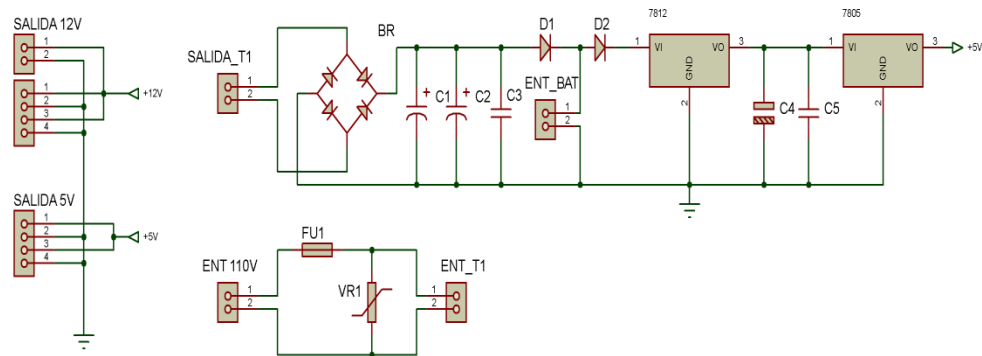 SALIDA 12V
1
2
1
2
3
4
+12V
SALIDA 5V
1
2
3
4
+5V
SALIDA_T1
1
2
BR
+
C1
+
C2
C3
D1
D2
ENT_BAT
1
2
7812
1
VI
VO
3
GND
2
C4
C5
7805
1
VI
VO
3
GND
2
+5V
ENT 110V
1
2
FU1
VR1
ENT_T1
1
2